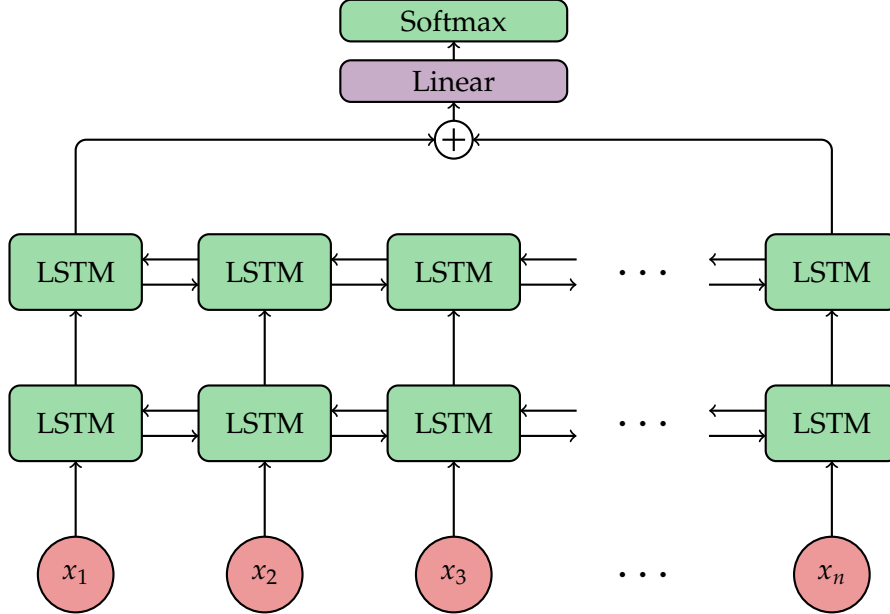 Softmax
Linear
+
LSTM LSTM LSTM ... LSTM
LSTM LSTM LSTM ... LSTM
x₁ x₂ x₃ ... xₙ